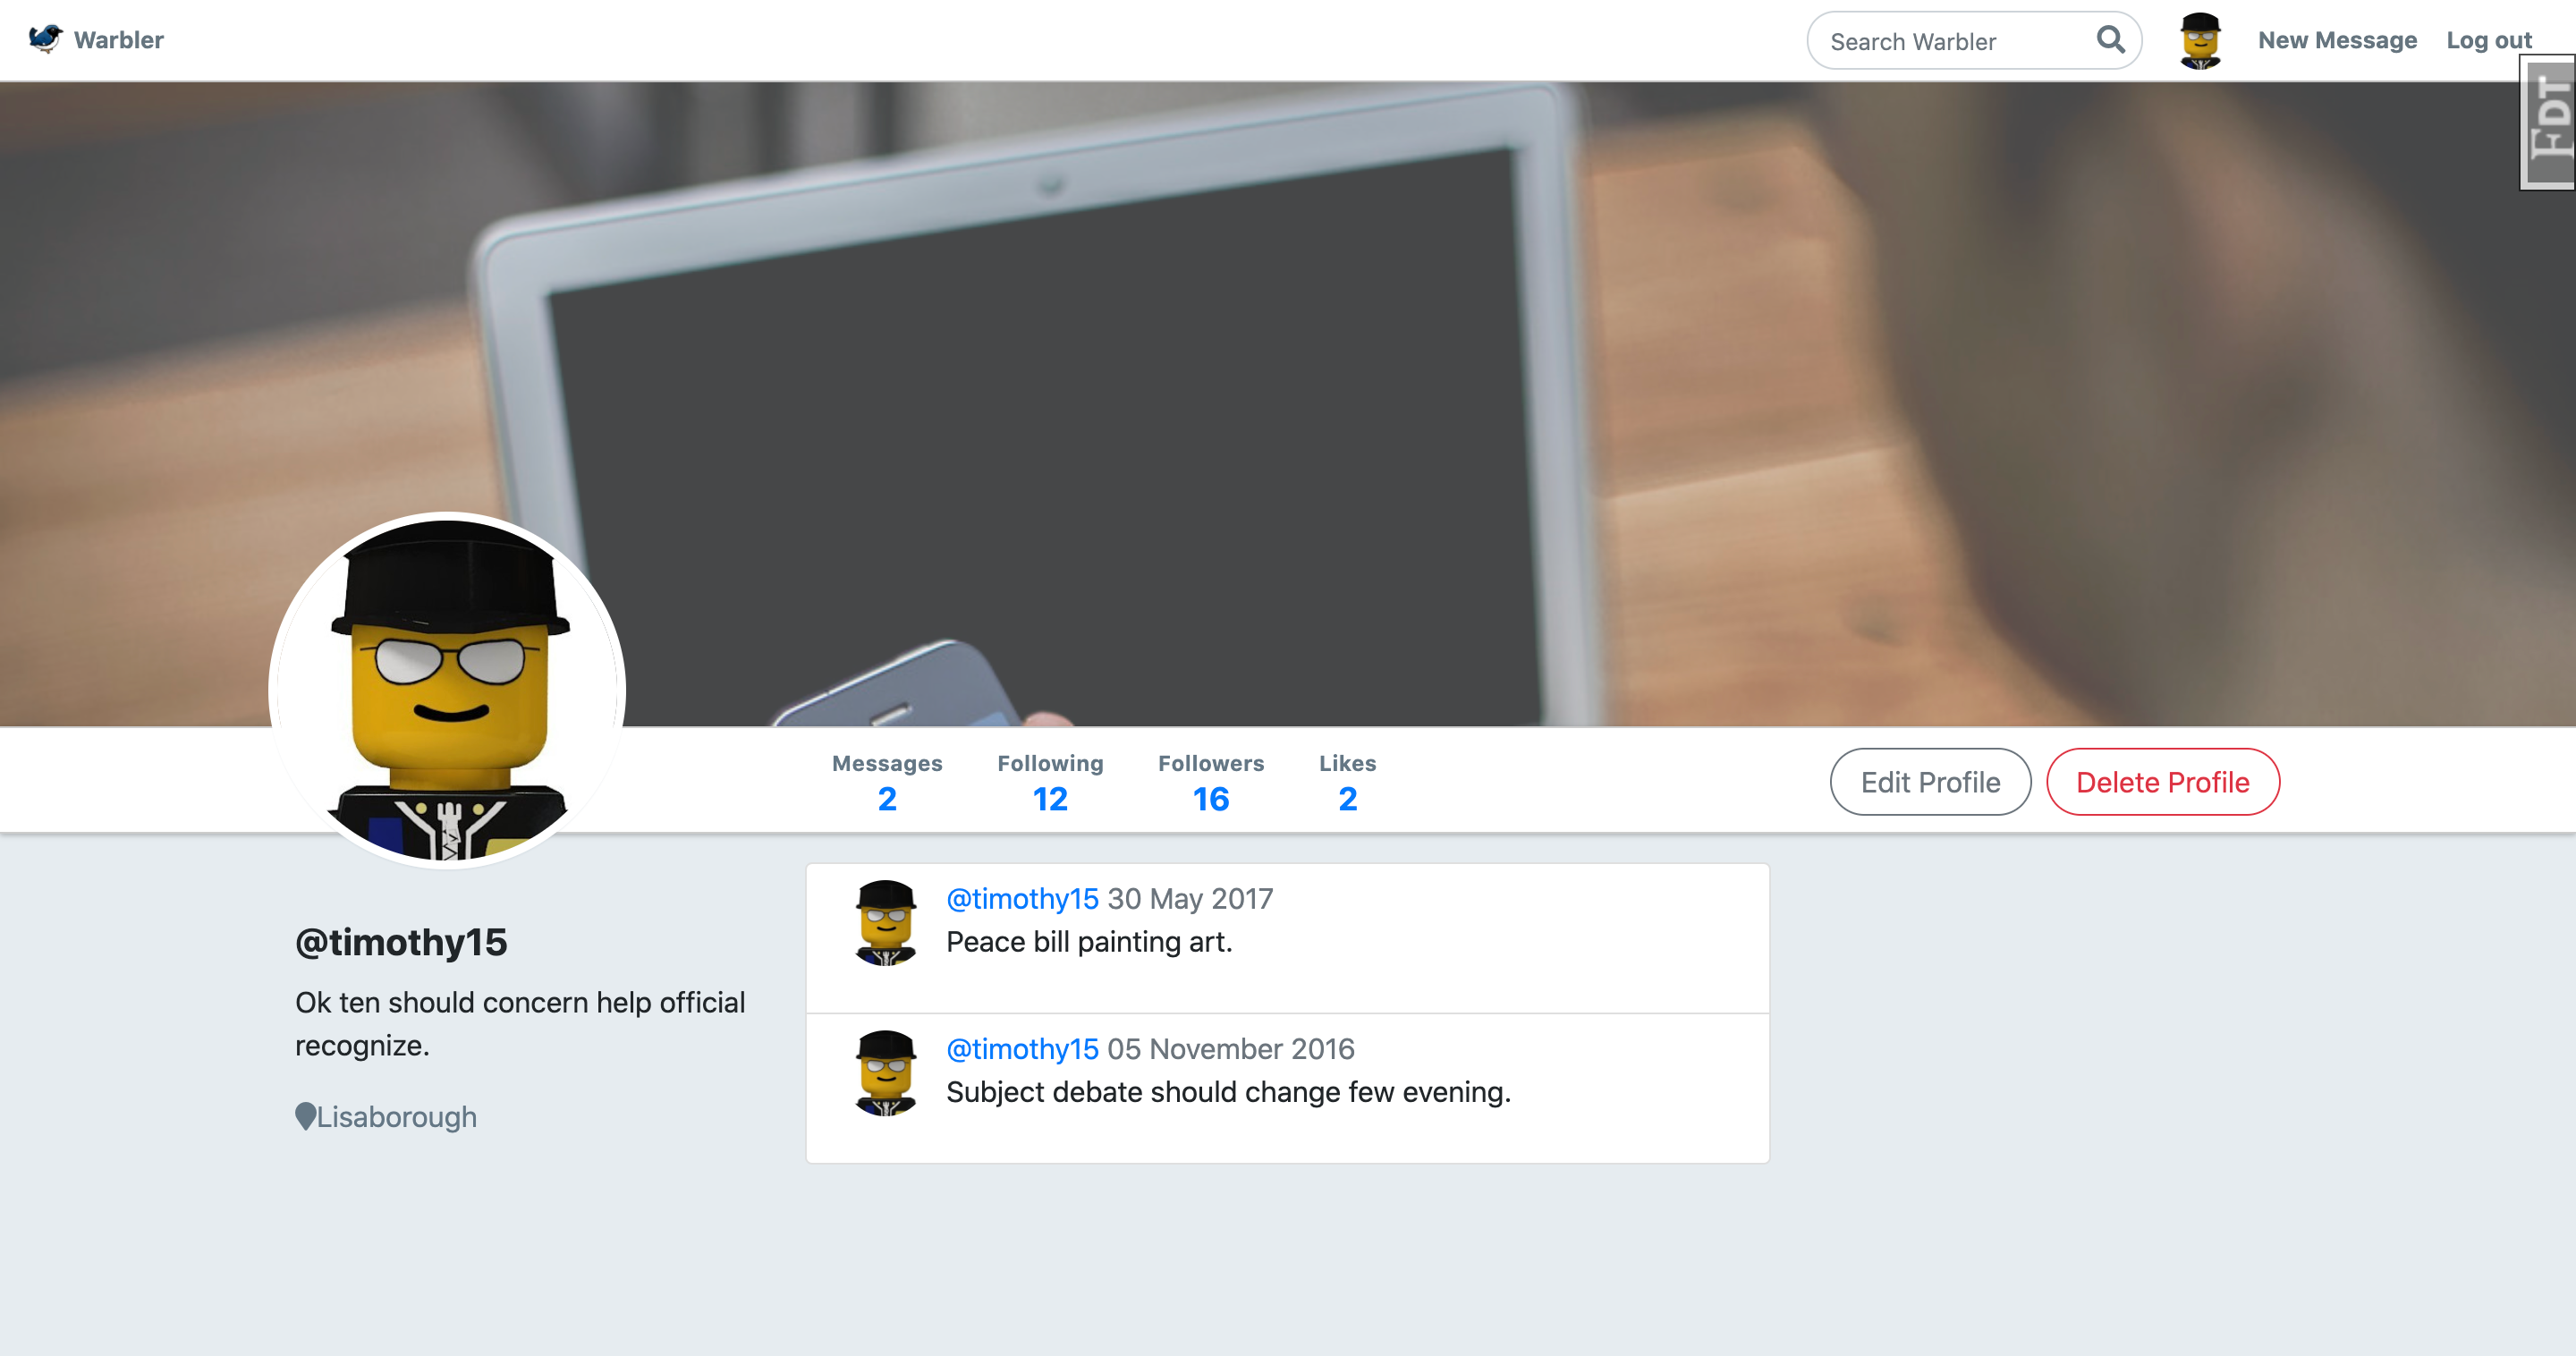 Warbler
Search Warbler
New Message
Log out
FDT
Messages
2
Following
12
Followers
16
Likes
2
Edit Profile
Delete Profile
@timothy15
Ok ten should concern help official
recognize.
Lisaborough
@timothy15 30 May 2017
Peace bill painting art.
@timothy15 05 November 2016
Subject debate should change few evening.